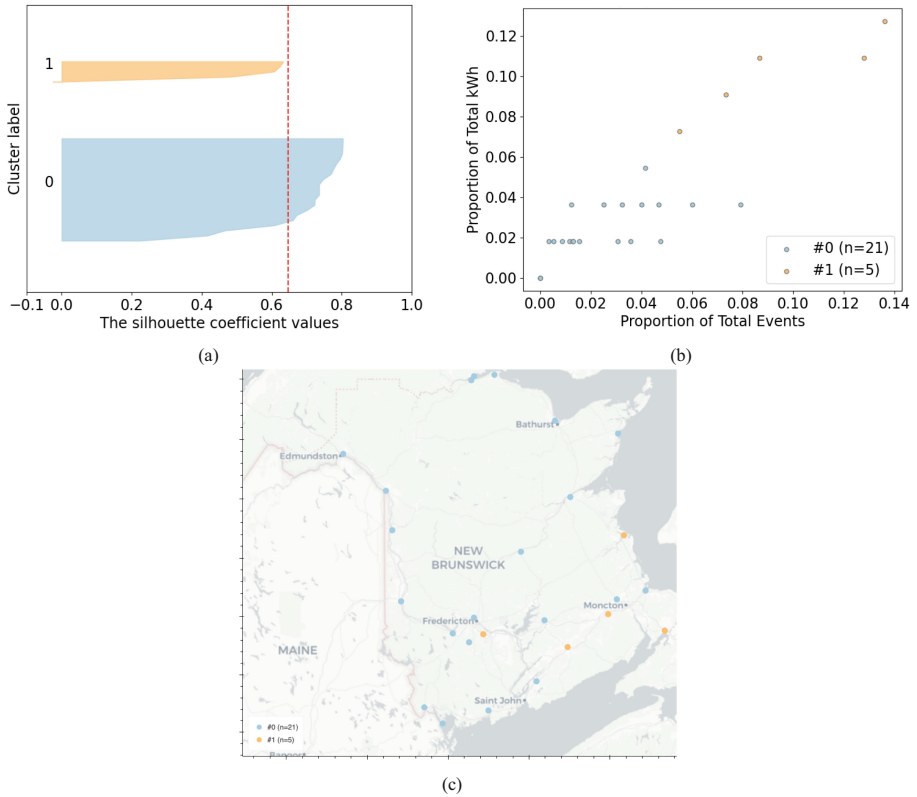 1
0
Cluster label
−0.1 0.0 0.2 0.4 0.6 0.8 1.0
The silhouette coefficient values
(a)
0.12
0.10
0.08
0.06
0.04
0.02
0.00
Proportion of Total kWh
#0 (n=21)
#1 (n=5)
0.00 0.02 0.04 0.06 0.08 0.10 0.12 0.14
Proportion of Total Events
(b)
Bathurst
Edmundston
NEW
BRUNSWICK
Moncton
Fredericton
MAINE
Saint John
#0 (n=21)
#1 (n=5)
Bangor
(c)